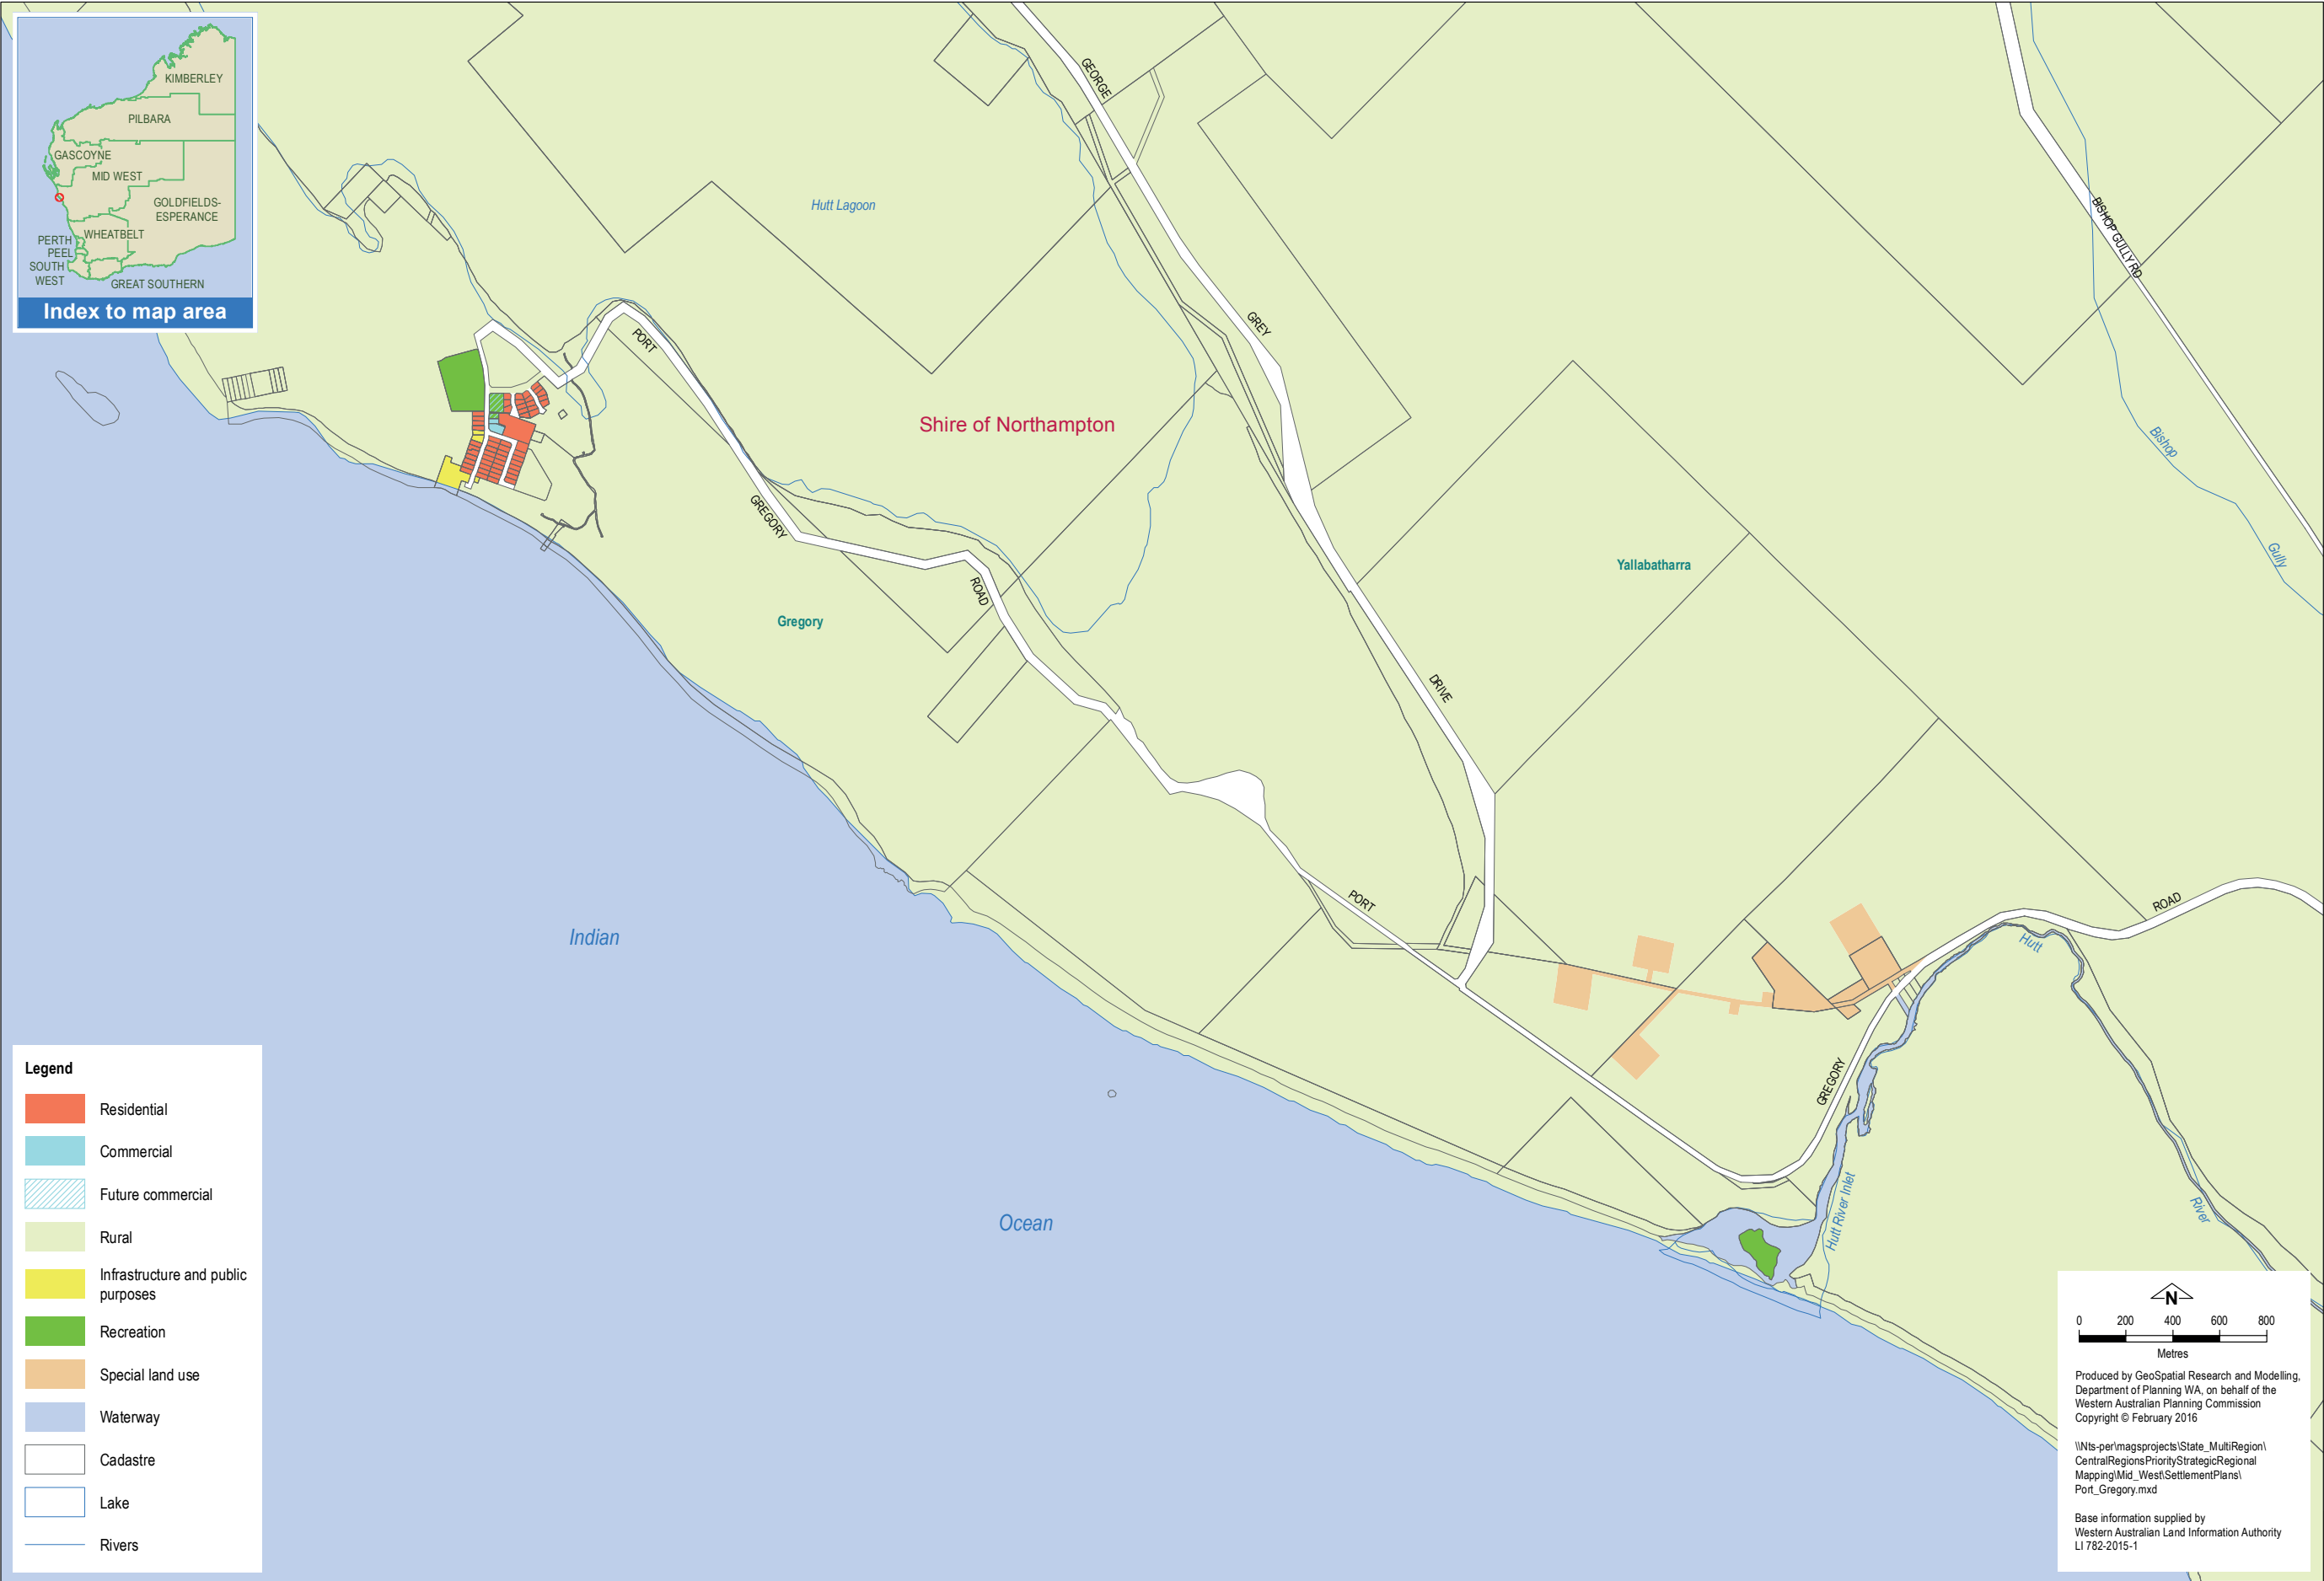 KIMBERLEY
PILBARA
GASCOYNE
MID WEST
GOLDFIELDS-
ESPERANCE
WHEATBELT
PERTH
PEEL
SOUTH
WEST
GREAT SOUTHERN
Index to map area
GEORGE
GREY
DRIVE
BISHOP GULLY RD
Hutt Lagoon
PORT
GREGORY
ROAD
Shire of Northampton
Bishop
Gully
Yallabatharra
Gregory
PORT
GREGORY
ROAD
Hutt
River
Hutt River Inlet
Indian
Ocean
Legend
Residential
Commercial
Future commercial
Rural
Infrastructure and public
purposes
Recreation
Special land use
Waterway
Cadastre
Lake
Rivers
N
0 200 400 600 800
Metres
Produced by GeoSpatial Research and Modelling,
Department of Planning WA, on behalf of the
Western Australian Planning Commission
Copyright © February 2016
\\Nts-per\magsprojects\State_MultiRegion\
CentralRegionsPriorityStrategicRegional
Mapping\Mid_West\SettlementPlans\
Port_Gregory.mxd
Base information supplied by
Western Australian Land Information Authority
LI 782-2015-1